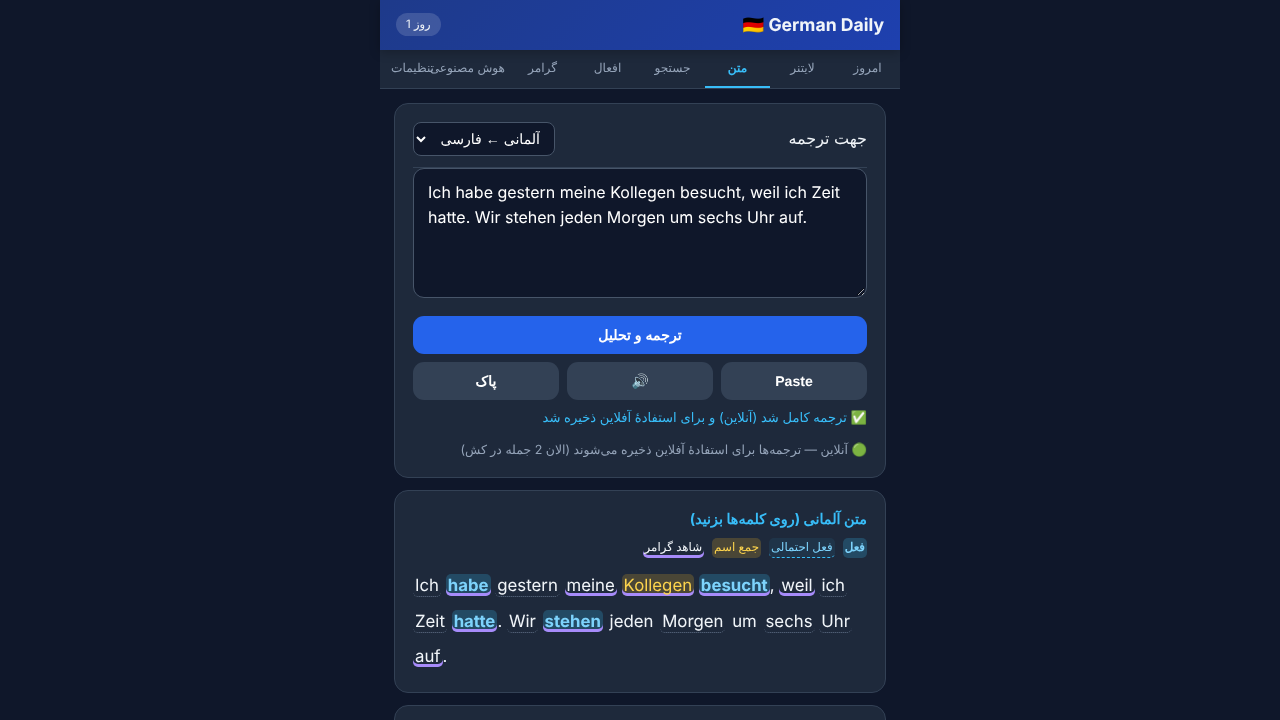 German Daily
روز 1
امروز
لایتنر
متن
جستجو
افعال
گرامر
هوش مصنوعی
تنظیمات
جهت ترجمه
آلمانی ← فارسی
Ich habe gestern meine Kollegen besucht, weil ich Zeit
hatte. Wir stehen jeden Morgen um sechs Uhr auf.
ترجمه و تحلیل
Paste
پاک
✅ ترجمه کامل شد (آنلاین) و برای استفادهٔ آفلاین ذخیره شد
🟢 آنلاین — ترجمه‌ها برای استفادهٔ آفلاین ذخیره می‌شوند (الان 2 جمله در کش)
متن آلمانی (روی کلمه‌ها بزنید)
فعل فعل احتمالی جمع اسم شاهد گرامر
Ich habe gestern meine Kollegen besucht, weil ich
Zeit hatte. Wir stehen jeden Morgen um sechs Uhr
auf.